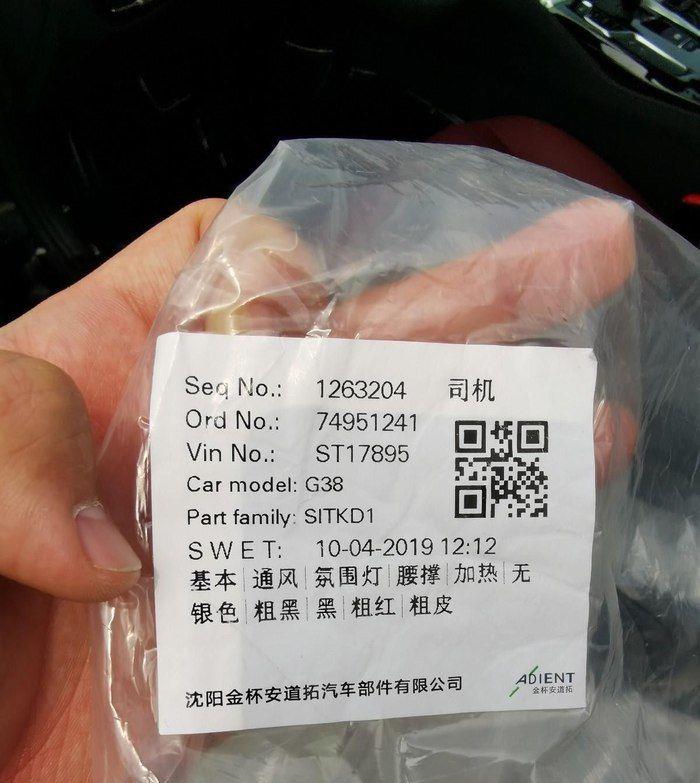 Seq No.: 1263204 司机
Ord No.: 74951241
Vin No.: ST17895
Car model: G38
Part family: SITKD1
SWET: 10-04-2019 12:12
基本|通风|氛围灯|腰撑|加热|无
银色|粗黑|黑|粗红|粗皮
沈阳金杯安道拓汽车部件有限公司
ADIENT
金杯安道拓